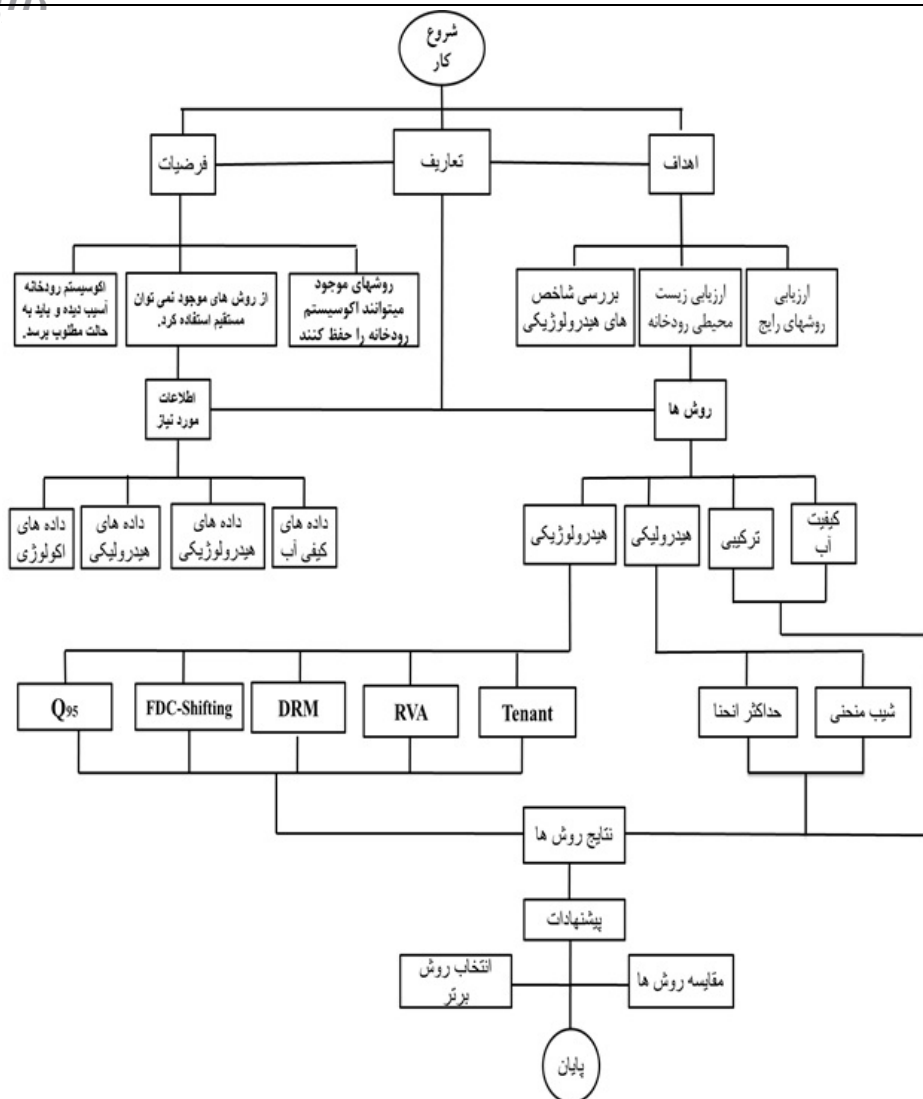 شروع
کار
اهداف
تعاریف
فرضیات
ارزیابی
روشهای رایج
ارزیابی زیست
محیطی رودخانه
بررسی شاخص
های هیدرولوژیکی
روشهای موجود
میتوانند اکوسیستم
رودخانه را حفظ کنند
از روش های موجود نمی توان
مستقیم استفاده کرد.
اکوسیستم رودخانه
آسیب دیده و باید به
حالت مطلوب برسد.
روش ها
اطلاعات
مورد نیاز
کیفیت
آب
ترکیبی
هیدرولیکی
هیدرولوژیکی
داده های
کیفی آب
داده های
هیدرولوژیکی
داده های
هیدرولیکی
داده های
اکولوژی
شیب منحنی
حداکثر انحنا
Tenant
RVA
DRM
FDC-Shifting
Q95
نتایج روش ها
پیشنهادات
مقایسه روش ها
انتخاب روش
برتر
پایان